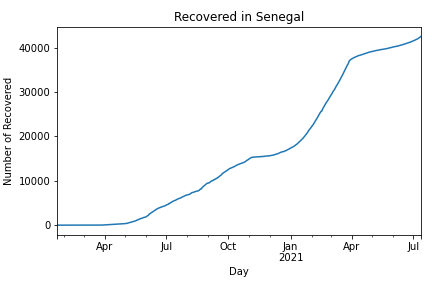 Recovered in Senegal
Number of Recovered
40000
30000
20000
10000
0
Apr
Jul
Oct
Jan
2021
Apr
Jul
Day